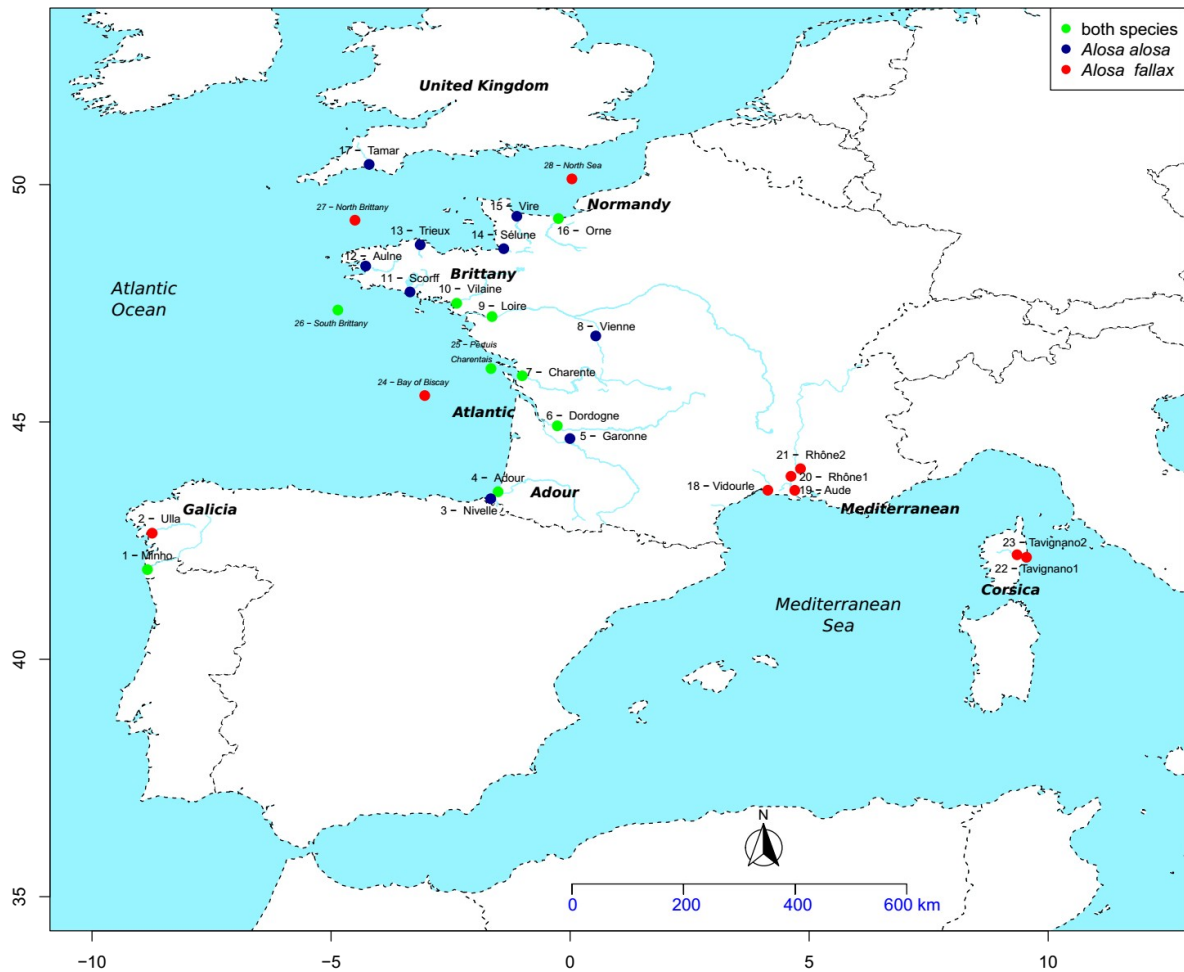 both species
Alosa alosa
Alosa fallax
United Kingdom
17 – Tamar
28 – North Sea
50
27 – North Brittany
15 – Vire
Normandy
13 – Trieux
14 – Sélune
16 – Orne
12 – Aulne
Brittany
11 – Scorff
10 – Vilaine
Atlantic
Ocean
9 – Loire
26 – South Brittany
8 – Vienne
25 – Pertuis
Charentais
7 – Charente
24 – Bay of Biscay
Atlantic
6 – Dordogne
45
5 – Garonne
21 – Rhône2
4 – Adour
20 – Rhône1
18 – Vidourle
19 – Aude
Adour
3 – Nivelle
Mediterranean
Galicia
2 – Ulla
1 – Minho
23 – Tavignano2
22 – Tavignano1
Corsica
Mediterranean
Sea
40
N
35
0 200 400 600 km
−10 −5 0 5 10